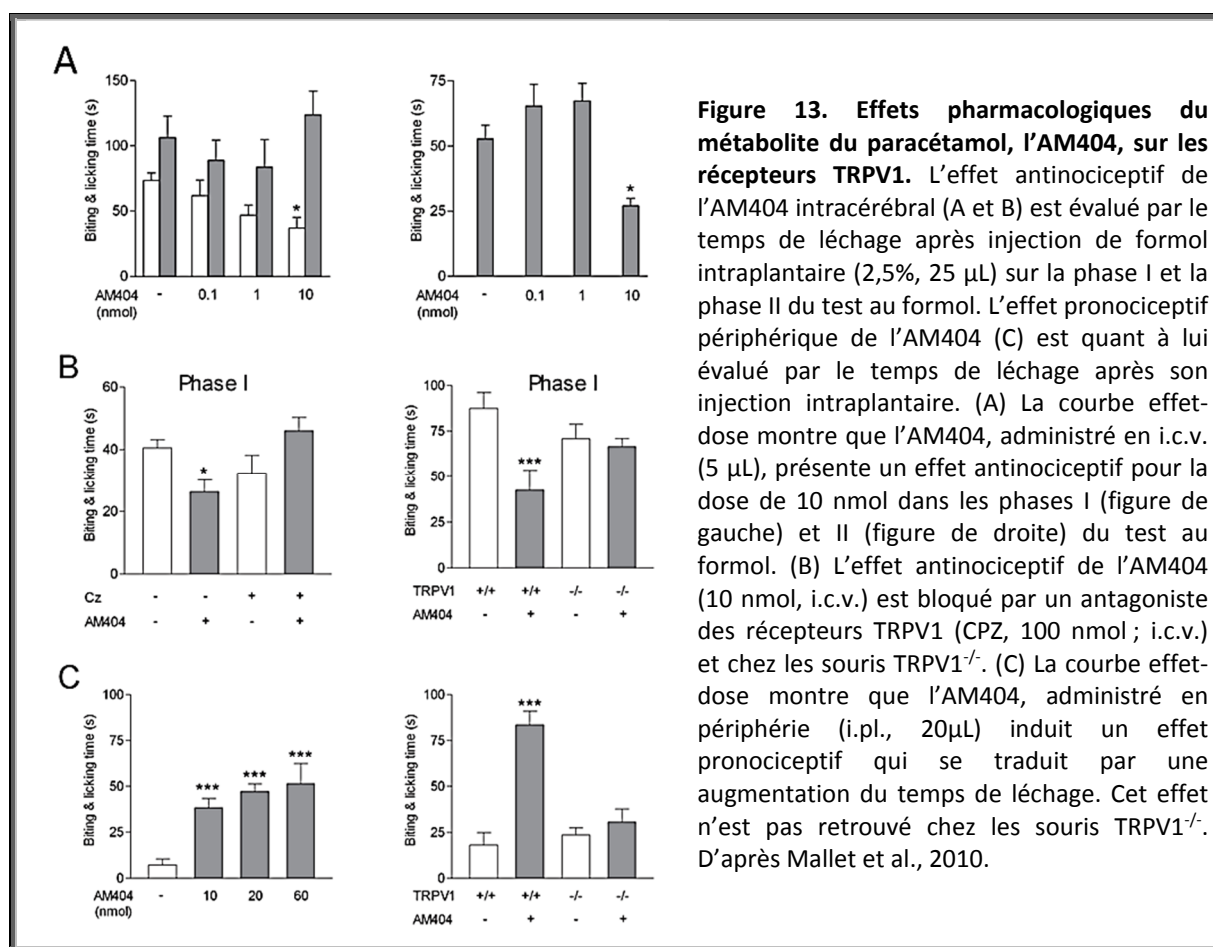 A
Biting & licking time (s)
150
100
50
0
AM404
(nmol)
- 0.1 1 10
*
Biting & licking time (s)
75
50
25
0
AM404
(nmol)
- 0.1 1 10
*
B
Phase I
Biting & licking time (s)
60
40
20
0
*
Cz - - + +
AM404 - + - +
Phase I
Biting & licking time (s)
100
75
50
25
0
***
TRPV1 +/+ +/+ -/- -/-
AM404 - + - +
C
Biting & licking time (s)
100
75
50
25
0
*** *** ***
AM404
(nmol)
- 10 20 60
Biting & licking time (s)
100
75
50
25
0
***
TRPV1 +/+ +/+ -/- -/-
AM404 - + - +
Figure 13. Effets pharmacologiques du
métabolite du paracétamol, l’AM404, sur les
récepteurs TRPV1. L’effet antinociceptif de
l’AM404 intracérébral (A et B) est évalué par le
temps de léchage après injection de formol
intraplantaire (2,5%, 25 µL) sur la phase I et la
phase II du test au formol. L’effet pronociceptif
périphérique de l’AM404 (C) est quant à lui
évalué par le temps de léchage après son
injection intraplantaire. (A) La courbe effet-
dose montre que l’AM404, administré en i.c.v.
(5 µL), présente un effet antinociceptif pour la
dose de 10 nmol dans les phases I (figure de
gauche) et II (figure de droite) du test au
formol. (B) L’effet antinociceptif de l’AM404
(10 nmol, i.c.v.) est bloqué par un antagoniste
des récepteurs TRPV1 (CPZ, 100 nmol ; i.c.v.)
et chez les souris TRPV1-/-. (C) La courbe effet-
dose montre que l’AM404, administré en
périphérie (i.pl., 20µL) induit un effet
pronociceptif qui se traduit par une
augmentation du temps de léchage. Cet effet
n’est pas retrouvé chez les souris TRPV1-/-.
D’après Mallet et al., 2010.